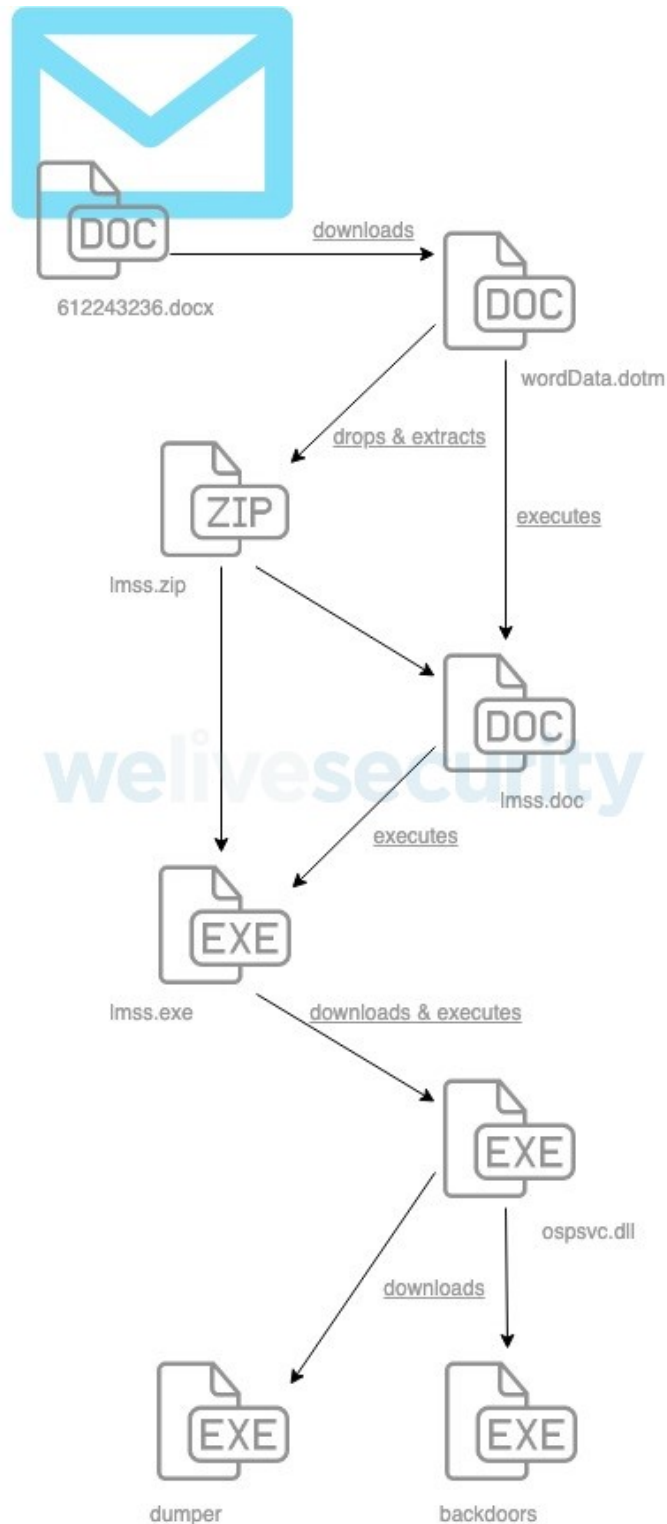 DOC
downloads
612243236.docx
DOC
wordData.dotm
drops & extracts
ZIP
executes
lmss.zip
DOC
welivesecurity
lmss.doc
executes
EXE
lmss.exe
downloads & executes
EXE
ospsvc.dll
downloads
EXE
EXE
dumper
backdoors